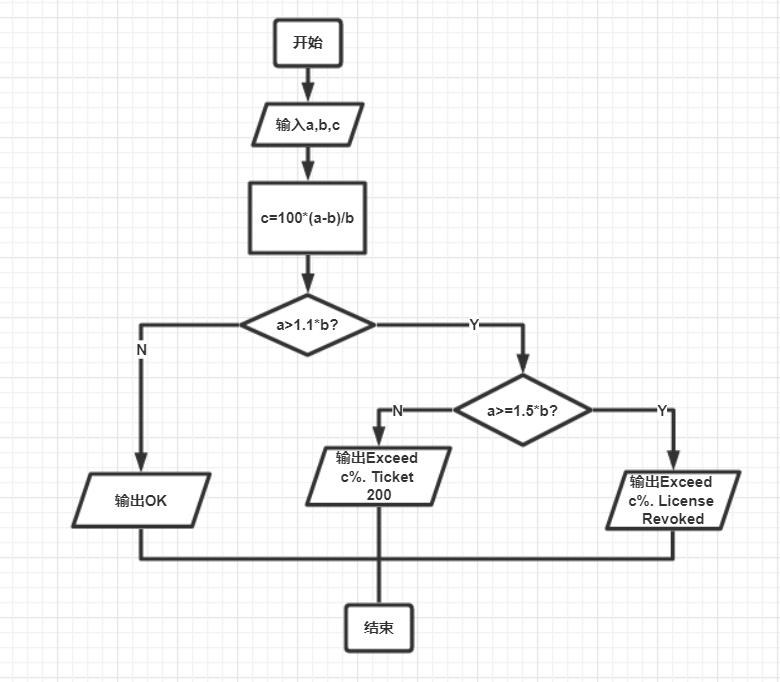 开始
输入a,b,c
c=100*(a-b)/b
a>1.1*b?
Y
N
a>=1.5*b?
N
Y
输出Exceed
c%. Ticket
200
输出Exceed
c%. License
Revoked
输出OK
结束